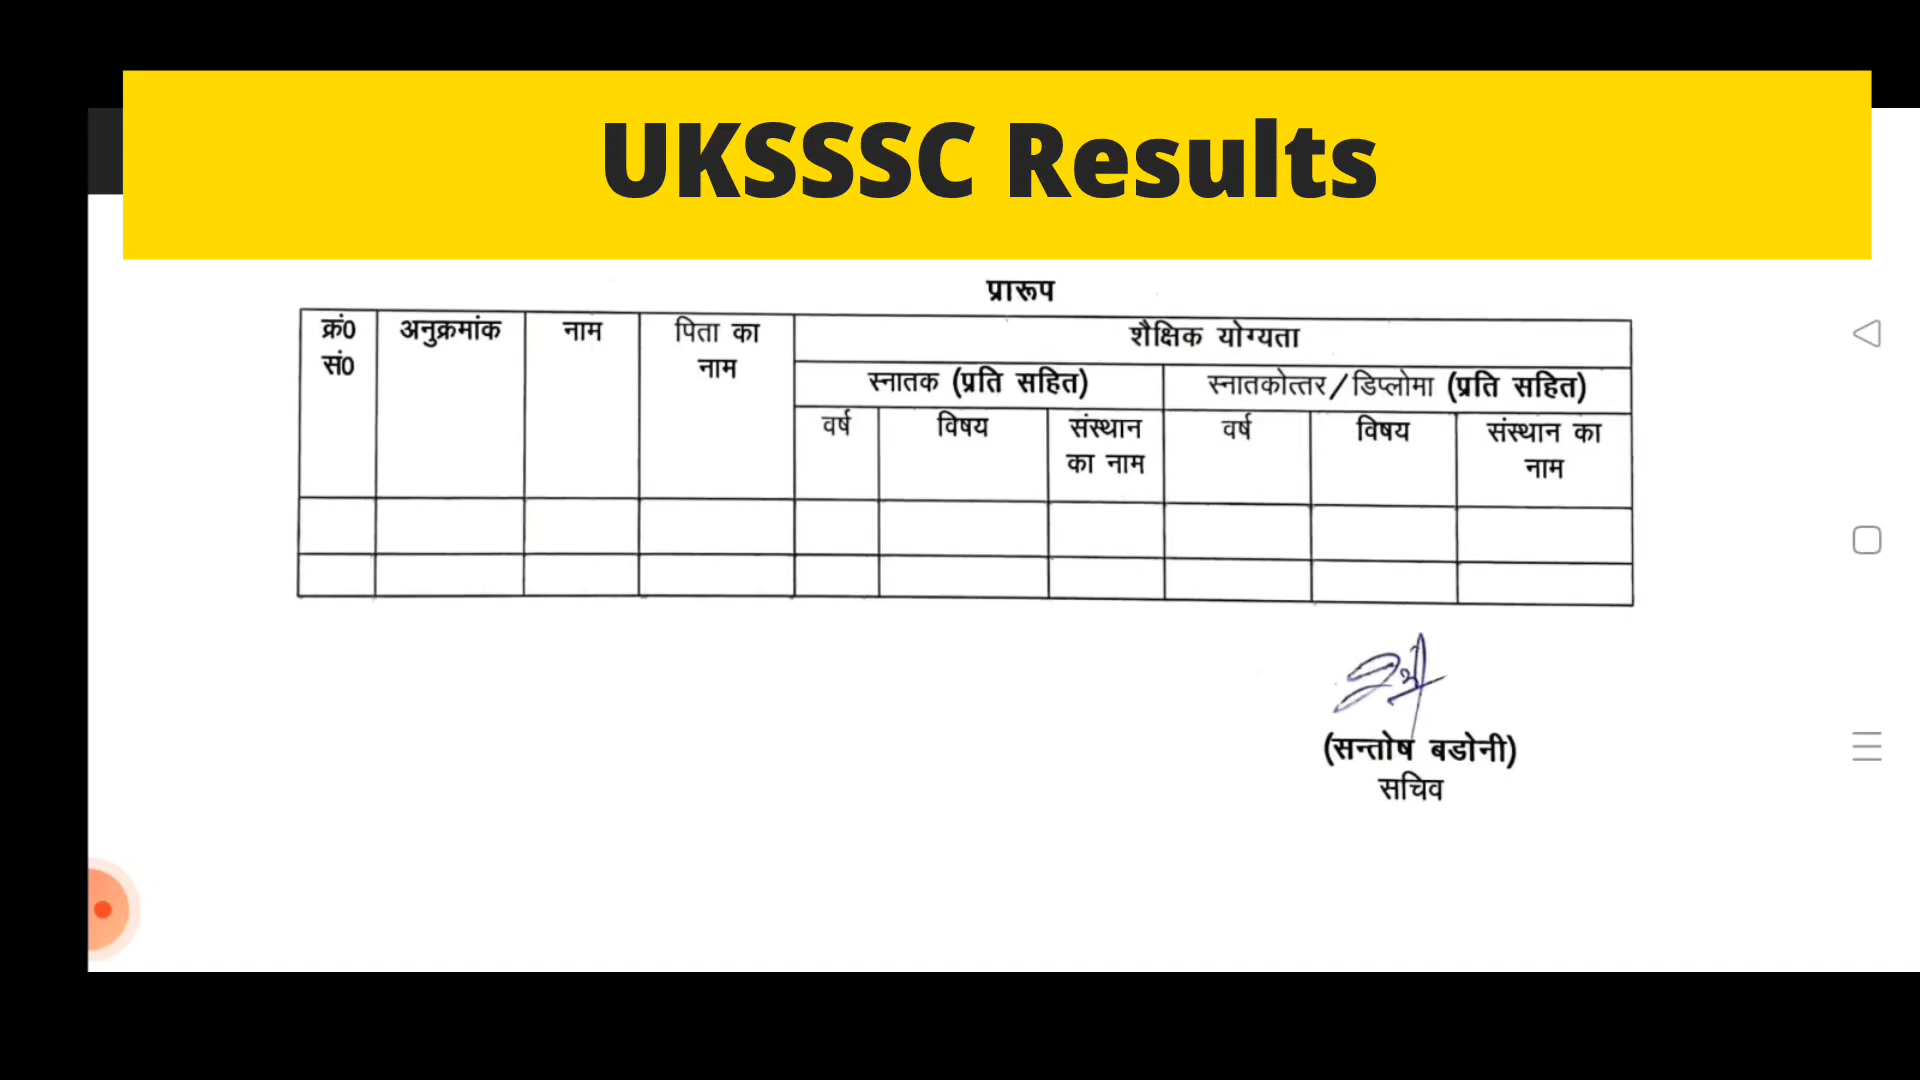 UKSSSC Results
प्रारूप
क्रं0 सं0
अनुक्रमांक
नाम
पिता का नाम
शैक्षिक योग्यता
स्नातक (प्रति सहित)
स्नातकोत्तर/डिप्लोमा (प्रति सहित)
वर्ष
विषय
संस्थान का नाम
वर्ष
विषय
संस्थान का नाम
(सन्तोष बडोनी)
सचिव